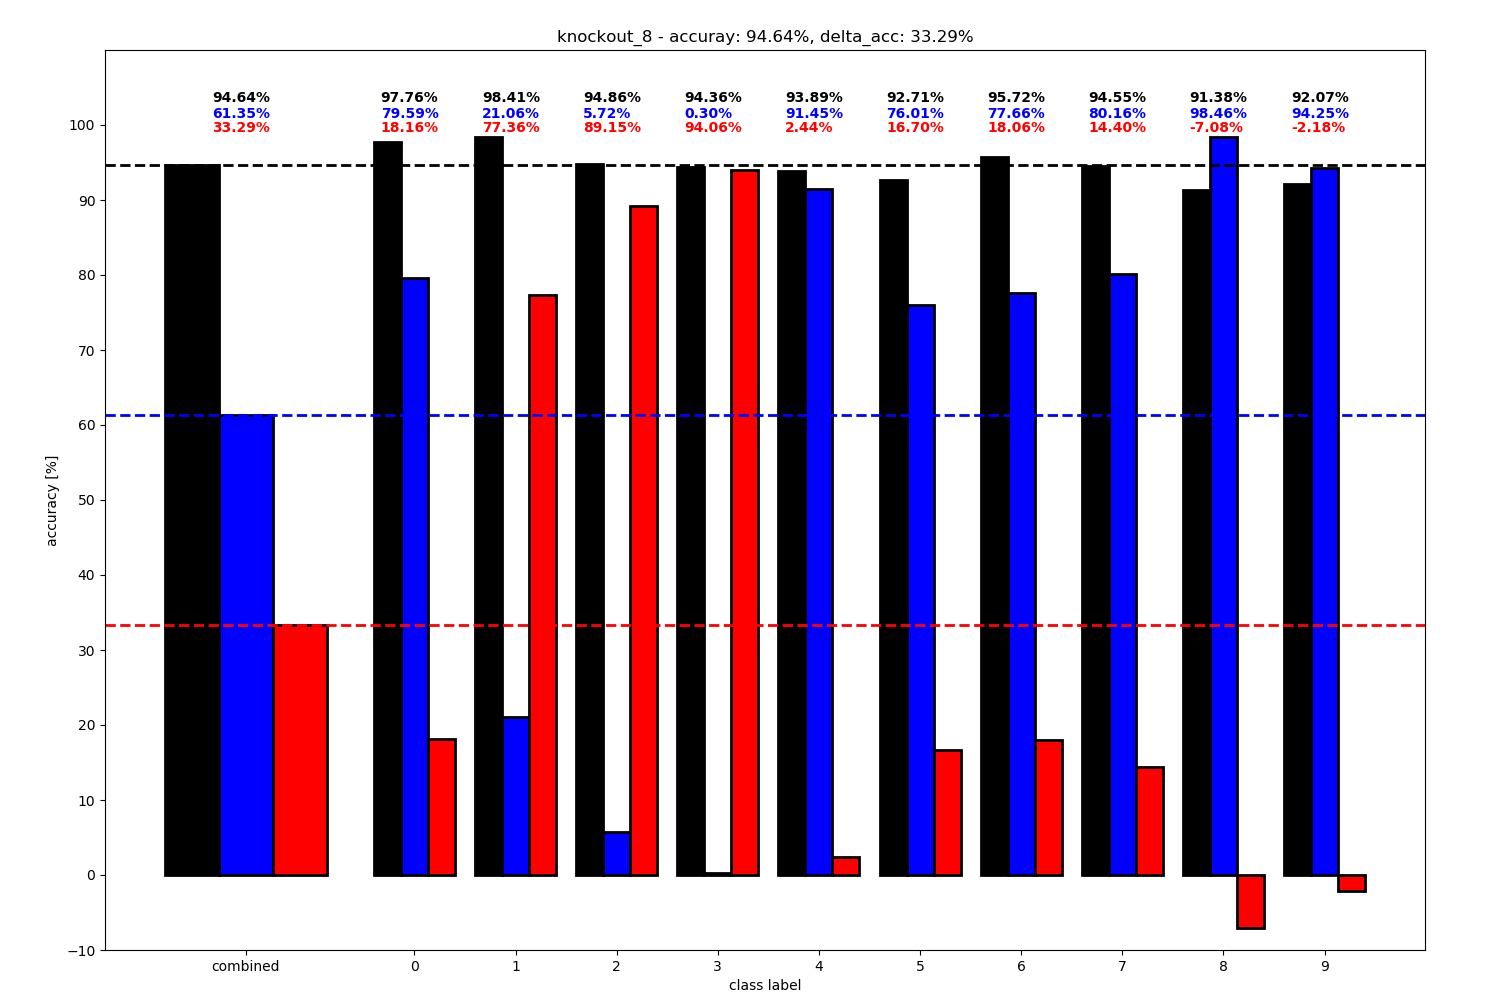 knockout_8 - accuray: 94.64%, delta_acc: 33.29%
94.64% 97.76% 98.41% 94.86% 94.36% 93.89% 92.71% 95.72% 94.55% 91.38% 92.07%
61.35% 79.59% 21.06% 5.72% 0.30% 91.45% 76.01% 77.66% 80.16% 98.46% 94.25%
33.29% 18.16% 77.36% 89.15% 94.06% 2.44% 16.70% 18.06% 14.40% -7.08% -2.18%
100
90
80
70
60
50
40
30
20
10
0
−10
accuracy [%]
combined 0 1 2 3 4 5 6 7 8 9
class label